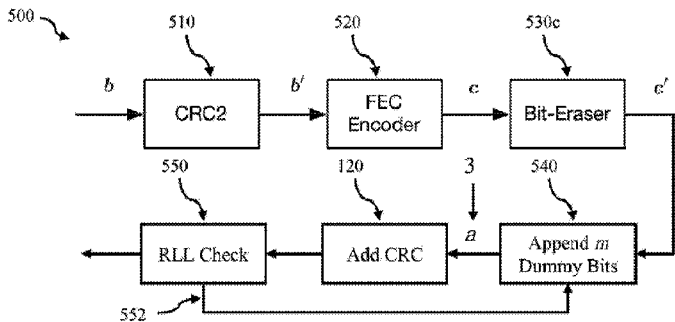 500
510
520
530c
b
CRC2
b'
FEC
Encoder
c
Bit-Eraser
c'
550
120
3
540
RLL Check
Add CRC
a
Append m
Dummy Bits
552